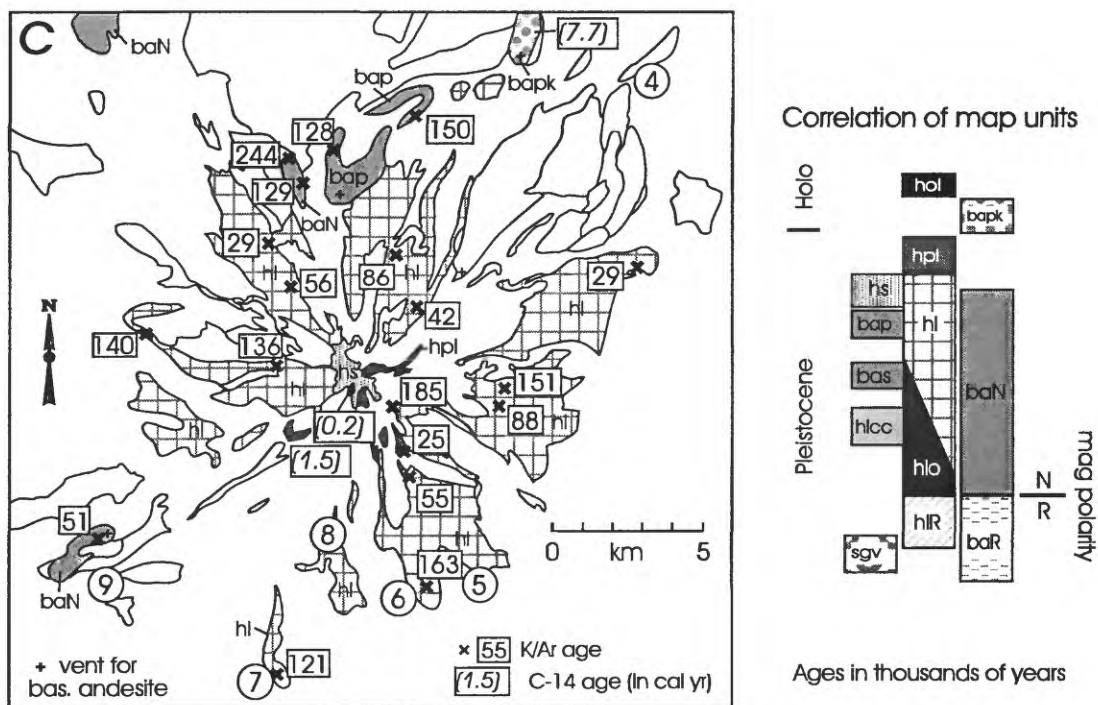 C
baN
(7.7)
bapk
bap
4
150
128
244
bap
129
baN
29
hl
86
hl
29
56
hl
42
140
136
hpl
hs
hl
151
185
88
hl
(0.2)
hl
25
(1.5)
55
N
51
8
hl
0 km 5
163
5
baN
9
hl
6
hl
7
121
+ vent for
bas. andesite
× 55 K/Ar age
(1.5) C-14 age (In cal yr)
Correlation of map units
Holo
hol
bapk
hpl
hs
hl
bap
bas
baN
hlcc
Pleistocene
hlo
N
R
mag polarity
hlR
sgv
baR
Ages in thousands of years